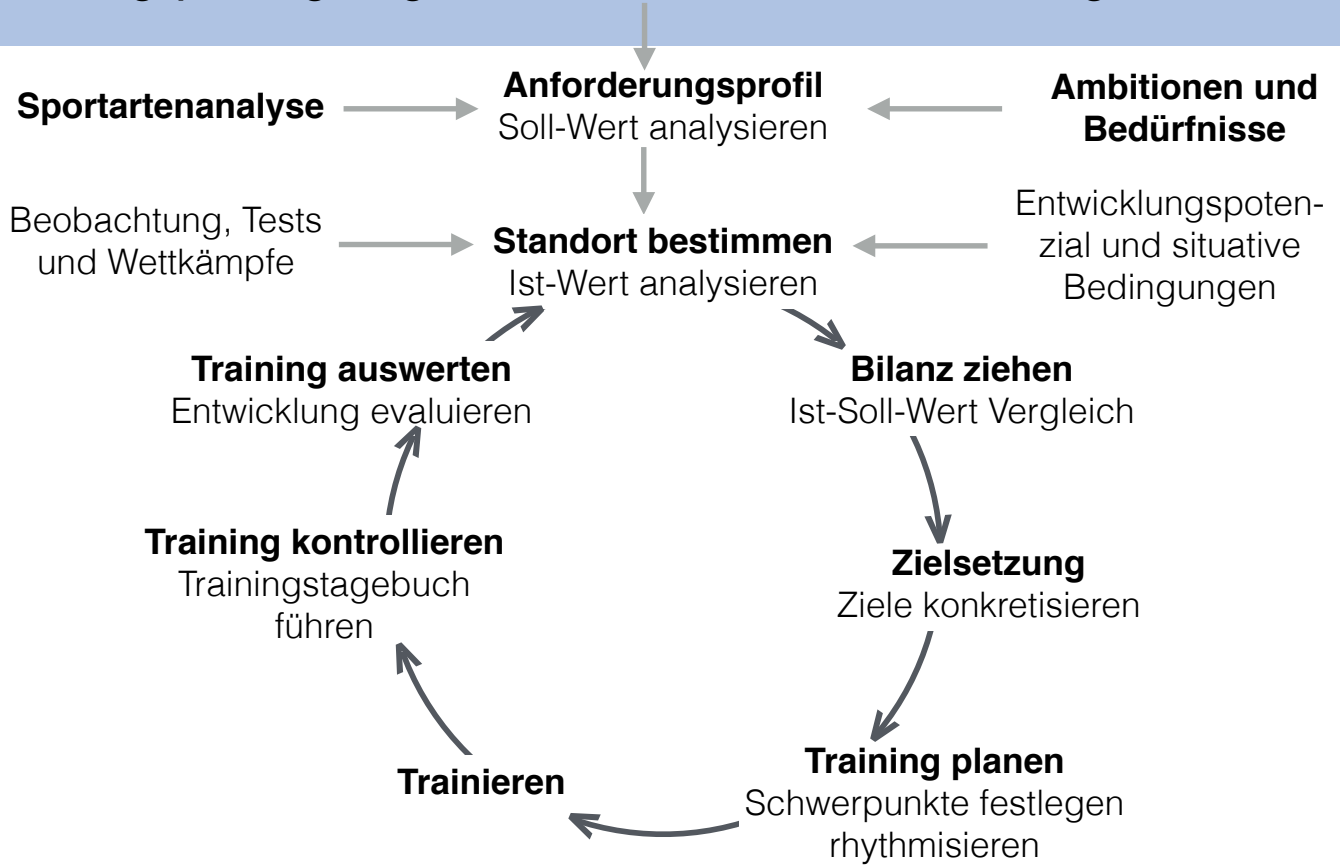 Sportartenanalyse
Anforderungsprofil
Soll-Wert analysieren
Ambitionen und
Bedürfnisse
Beobachtung, Tests
und Wettkämpfe
Standort bestimmen
Ist-Wert analysieren
Entwicklungspoten-
zial und situative
Bedingungen
Training auswerten
Entwicklung evaluieren
Bilanz ziehen
Ist-Soll-Wert Vergleich
Training kontrollieren
Trainingstagebuch
führen
Zielsetzung
Ziele konkretisieren
Trainieren
Training planen
Schwerpunkte festlegen
rhythmisieren